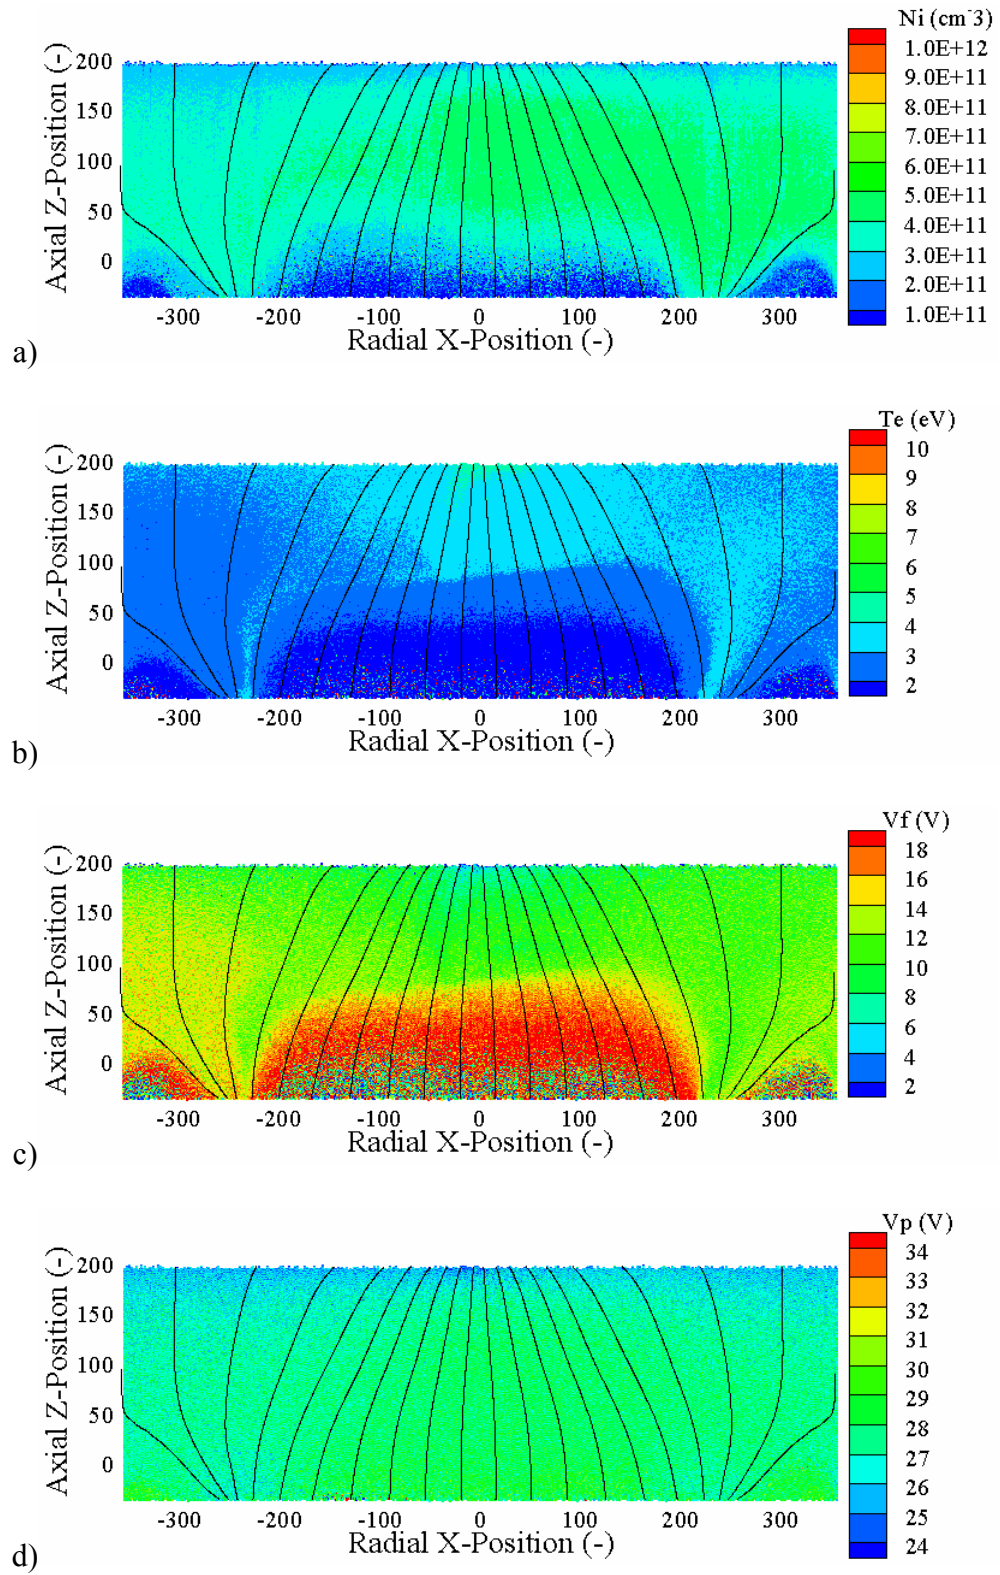 Ni (cm-3)
1.0E+12
9.0E+11
8.0E+11
7.0E+11
6.0E+11
5.0E+11
4.0E+11
3.0E+11
2.0E+11
1.0E+11
Axial Z-Position (-)
200
150
100
50
0
-300 -200 -100 0 100 200 300
Radial X-Position (-)
a)
Te (eV)
10
9
8
7
6
5
4
3
2
Axial Z-Position (-)
200
150
100
50
0
-300 -200 -100 0 100 200 300
Radial X-Position (-)
b)
Vf (V)
18
16
14
12
10
8
6
4
2
Axial Z-Position (-)
200
150
100
50
0
-300 -200 -100 0 100 200 300
Radial X-Position (-)
c)
Vp (V)
34
33
32
31
30
29
28
27
26
25
24
Axial Z-Position (-)
200
150
100
50
0
-300 -200 -100 0 100 200 300
Radial X-Position (-)
d)